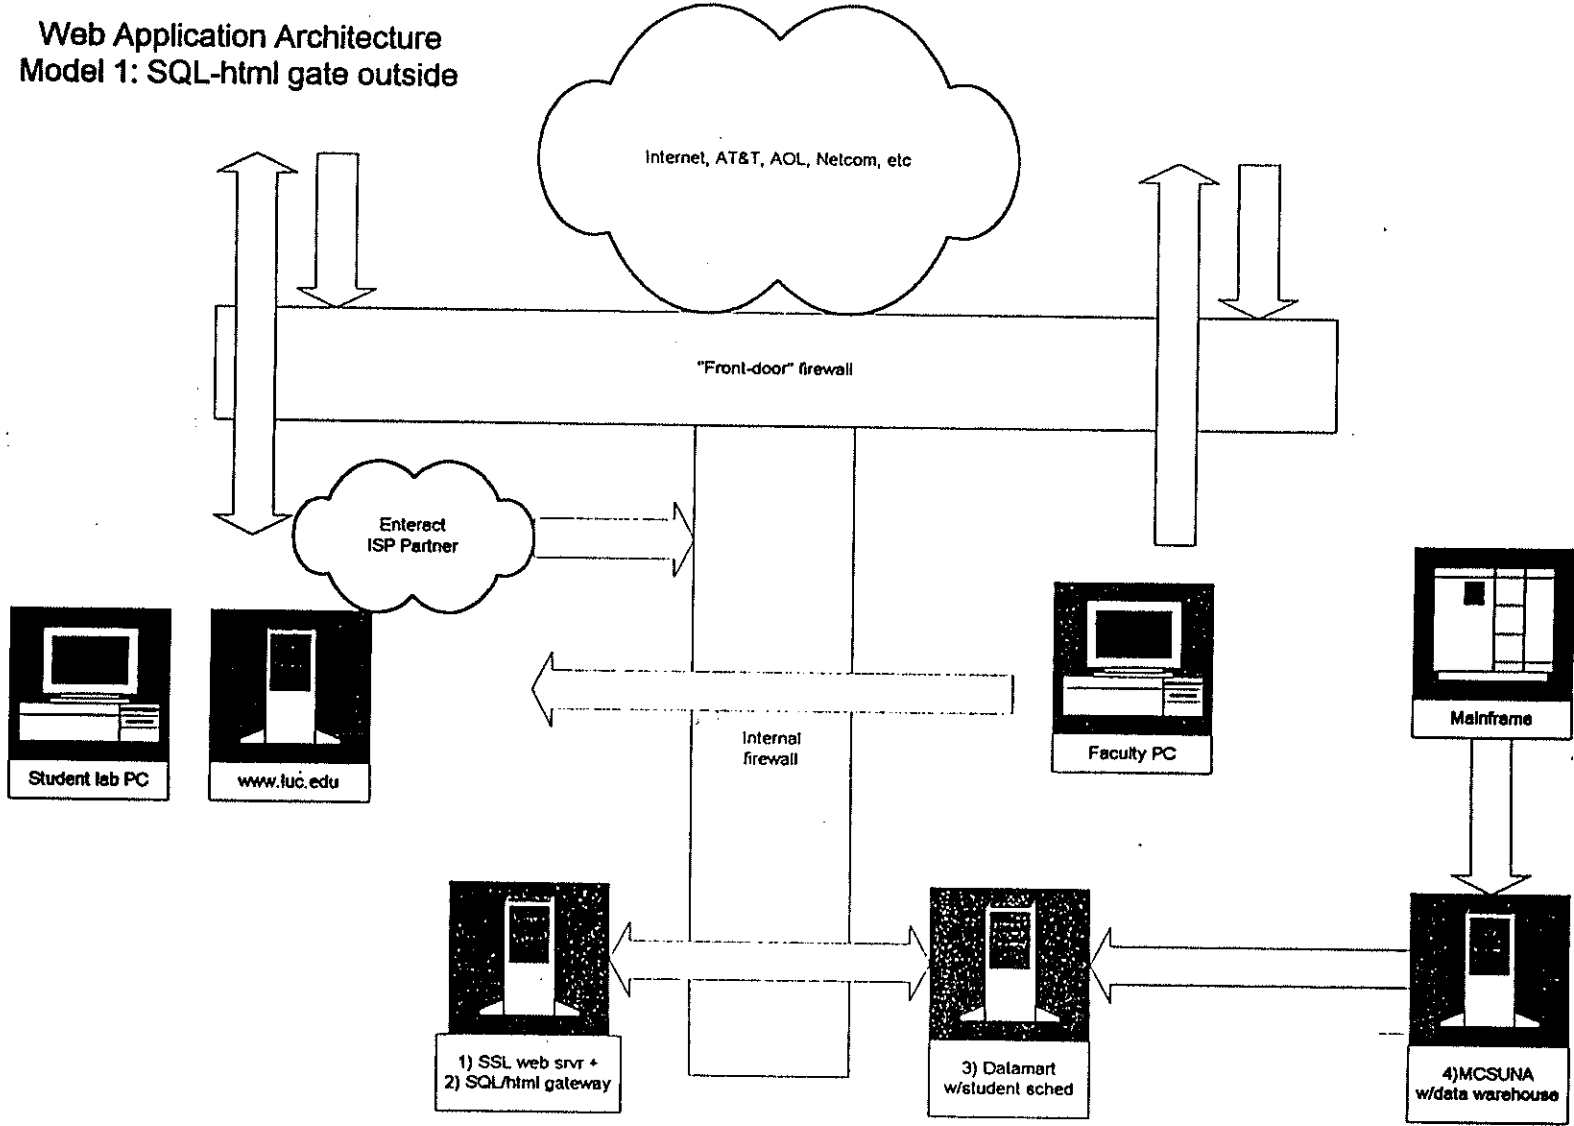 Web Application Architecture
Model 1: SQL-html gate outside
Internet, AT&T, AOL, Netcom, etc
"Front-door" firewall
Enteract
ISP Partner
Student lab PC
www.luc.edu
Internal
firewall
Faculty PC
Mainframe
1) SSL web srvr +
2) SQL/html gateway
3) Datamart
w/student sched
4)MCSUNA
w/data warehouse